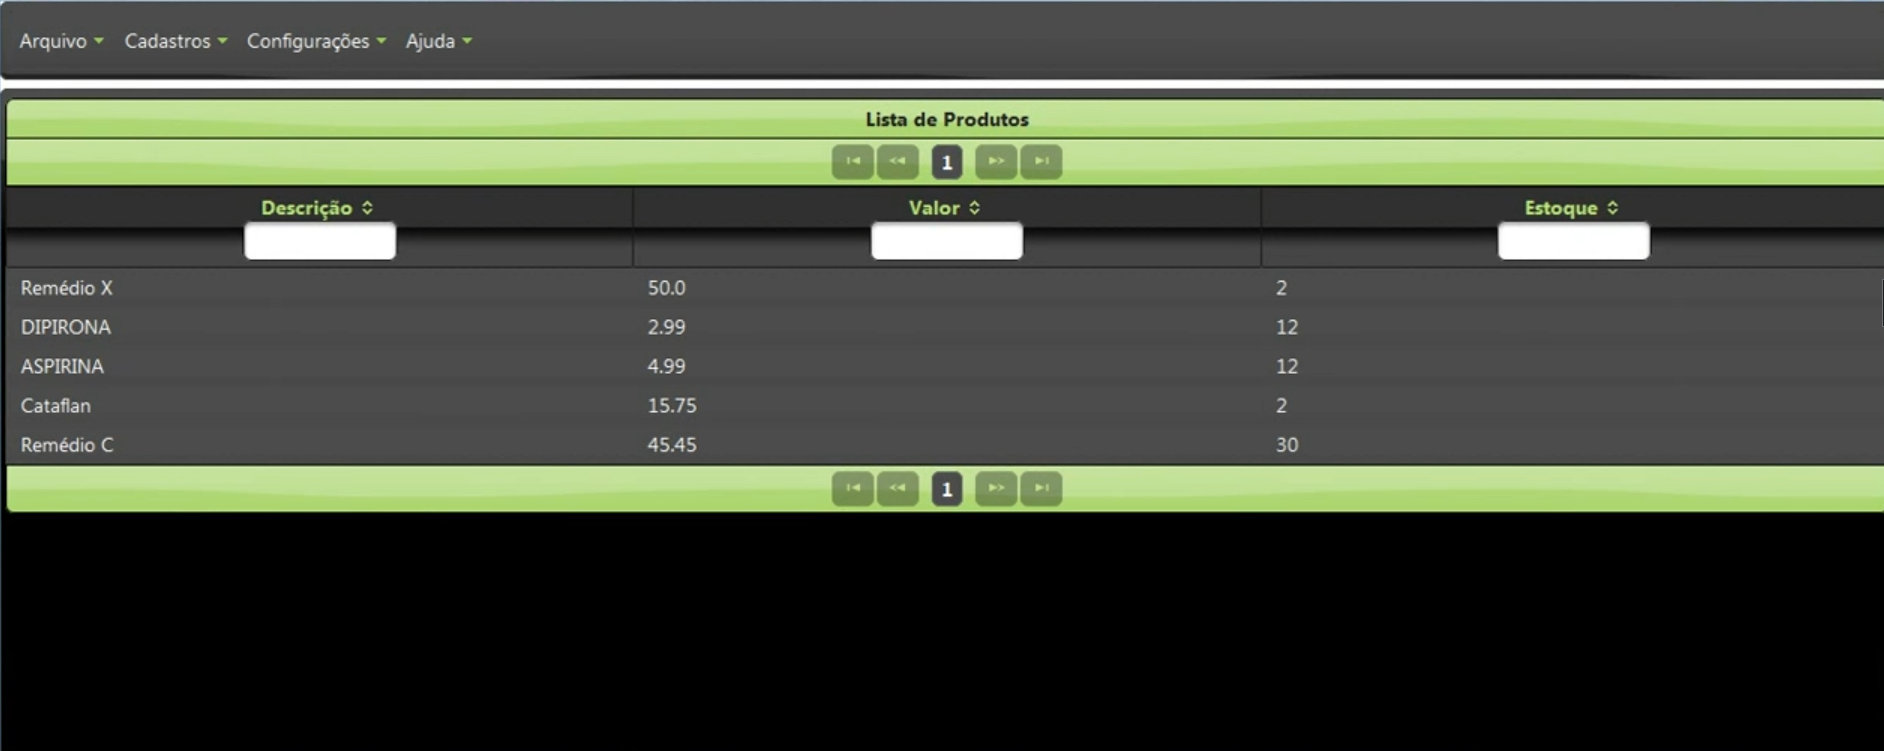 Arquivo Cadastros Configurações Ajuda
Lista de Produtos
1
Descrição Valor Estoque
Remédio X 50.0 2
DIPIRONA 2.99 12
ASPIRINA 4.99 12
Cataflan 15.75 2
Remédio C 45.45 30
1